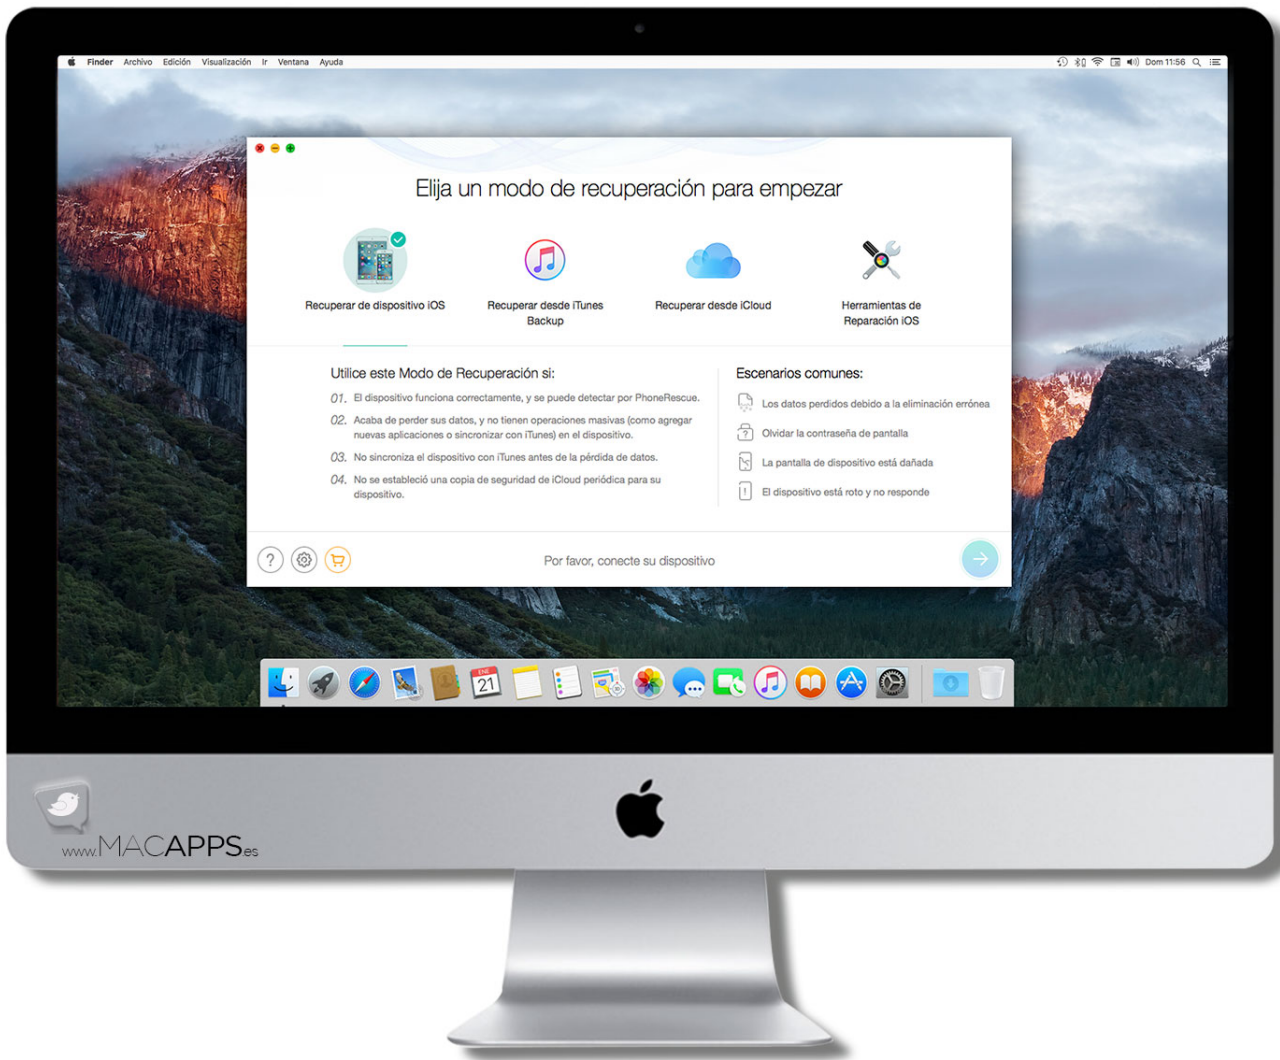 Finder Archivo Edición Visualización Ir Ventana Ayuda
Dom 11:56
Elija un modo de recuperación para empezar
Recuperar de dispositivo iOS
Recuperar desde iTunes
Backup
Recuperar desde iCloud
Herramientas de
Reparación iOS
Utilice este Modo de Recuperación si:
01. El dispositivo funciona correctamente, y se puede detectar por PhoneRescue.
02. Acaba de perder sus datos, y no tienen operaciones masivas (como agregar
nuevas aplicaciones o sincronizar con iTunes) en el dispositivo.
03. No sincroniza el dispositivo con iTunes antes de la pérdida de datos.
04. No se estableció una copia de seguridad de iCloud periódica para su
dispositivo.
Escenarios comunes:
Los datos perdidos debido a la eliminación errónea
Olvidar la contraseña de pantalla
La pantalla de dispositivo está dañada
El dispositivo está roto y no responde
Por favor, conecte su dispositivo
ENE
21
www.MACAPPS.es